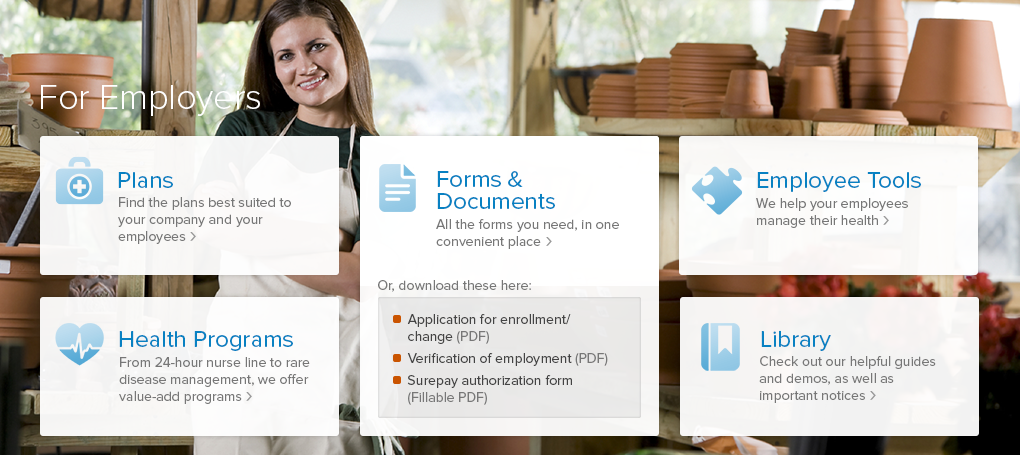 For Employers
Plans
Find the plans best suited to
your company and your
employees >
Forms &
Documents
All the forms you need, in one
convenient place >
Or, download these here:
Application for enrollment/
change (PDF)
Verification of employment (PDF)
Surepay authorization form
(Fillable PDF)
Employee Tools
We help your employees
manage their health >
Health Programs
From 24-hour nurse line to rare
disease management, we offer
value-add programs >
Library
Check out our helpful guides
and demos, as well as
important notices >